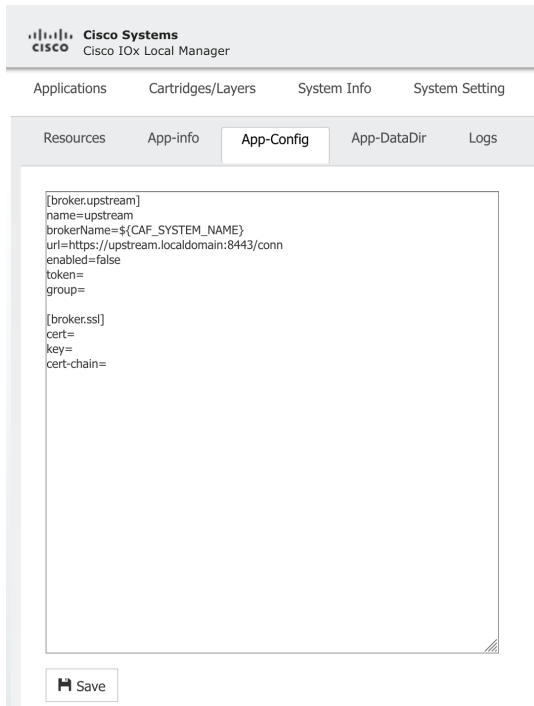 CISCO
Cisco Systems
Cisco IOx Local Manager
Applications
Cartridges/Layers
System Info
System Setting
Resources
App-info
App-Config
App-DataDir
Logs
[broker.upstream]
name=upstream
brokerName=${CAF_SYSTEM_NAME}
url=https://upstream.localdomain:8443/conn
enabled=false
token=
group=
[broker.ssl]
cert=
key=
cert-chain=
Save